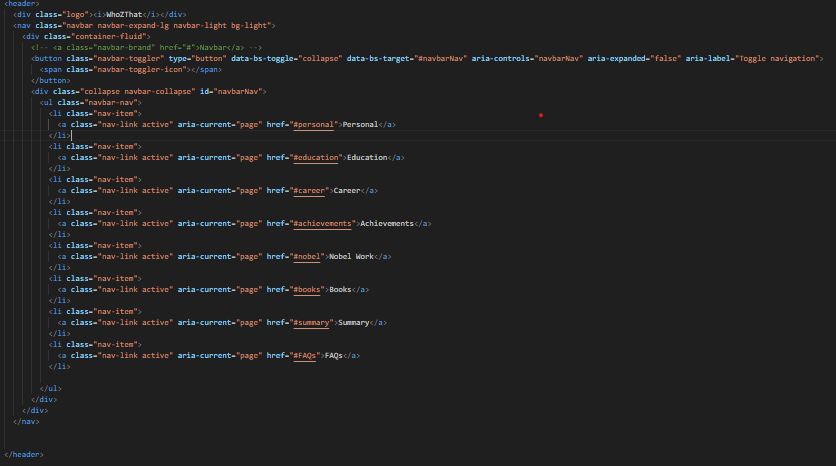 <header>
<div class="logo"><i>WhoZThat</i></div>
<nav class="navbar navbar-expand-lg navbar-light bg-light">
<div class="container-fluid">
<!-- <a class="navbar-brand" href="#">Navbar</a> -->
<button class="navbar-toggler" type="button" data-bs-toggle="collapse" data-bs-target="#navbarNav" aria-controls="navbarNav" aria-expanded="false" aria-label="Toggle navigation">
<span class="navbar-toggler-icon"></span>
</button>
<div class="collapse navbar-collapse" id="navbarNav">
<ul class="navbar-nav">
<li class="nav-item">
<a class="nav-link active" aria-current="page" href="#personal">Personal</a>
</li>
<li class="nav-item">
<a class="nav-link active" aria-current="page" href="#education">Education</a>
</li>
<li class="nav-item">
<a class="nav-link active" aria-current="page" href="#career">Career</a>
</li>
<li class="nav-item">
<a class="nav-link active" aria-current="page" href="#achievements">Achievements</a>
</li>
<li class="nav-item">
<a class="nav-link active" aria-current="page" href="#nobel">Nobel Work</a>
</li>
<li class="nav-item">
<a class="nav-link active" aria-current="page" href="#books">Books</a>
</li>
<li class="nav-item">
<a class="nav-link active" aria-current="page" href="#summary">Summary</a>
</li>
<li class="nav-item">
<a class="nav-link active" aria-current="page" href="#FAQs">FAQs</a>
</li>
</ul>
</div>
</div>
</nav>
</header>